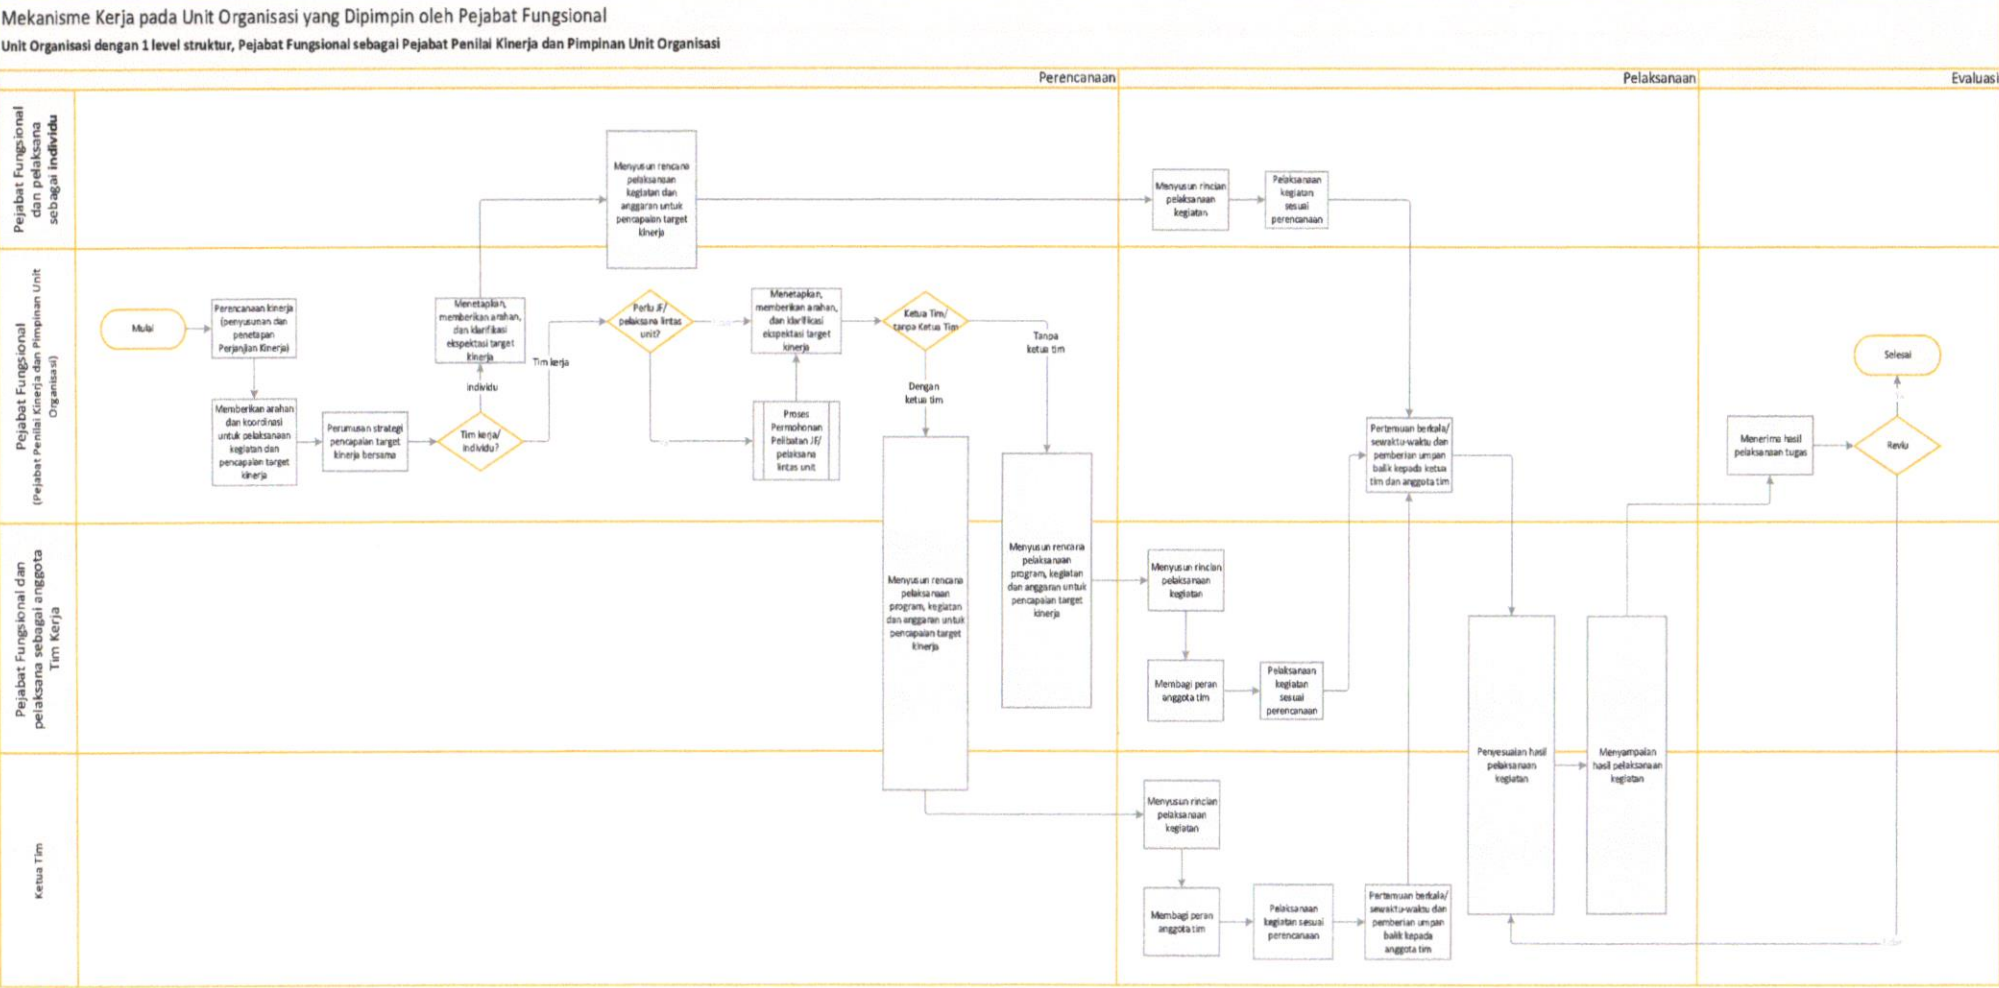 Mekanisme Kerja pada Unit Organisasi yang Dipimpin oleh Pejabat Fungsional
Unit Organisasi dengan 1 level struktur, Pejabat Fungsional sebagai Pejabat Penilai Kinerja dan Pimpinan Unit Organisasi
Perencanaan
Pelaksanaan
Evaluasi
Pejabat Fungsional
dan pelaksana
sebagai individu
Menyusun rencana
pelaksanaan
kegiatan dan
anggaran untuk
pencapaian target
kinerja
Menyusun rincian
pelaksanaan
kegiatan
Pelaksanaan
kegiatan
sesuai
perencanaan
Pejabat Fungsional
(Pejabat Penilai Kinerja dan Pimpinan Unit
Organisasi)
Mulai
Perencanaan kinerja
(penyusunan dan
penetapan
Perjanjian Kinerja)
Memberikan arahan
dan koordinasi
untuk pelaksanaan
kegiatan dan
pencapaian target
kinerja
Perumusan strategi
pencapaian target
kinerja bersama
Tim kerja/
individu?
individu
Tim kerja
Menetapkan,
memberikan arahan,
dan klarifikasi
ekspektasi target
kinerja
Perlu JF/
pelaksana lintas
unit?
Menetapkan,
memberikan arahan,
dan klarifikasi
ekspektasi target
kinerja
Proses
Permohonan
Pelibatan JF/
pelaksana
lintas unit
Ketua Tim/
tanpa Ketua Tim
Dengan
ketua tim
Tanpa
ketua tim
Pertemuan berkala/
sewaktu-waktu dan
pemberian umpan
balik kepada ketua
tim dan anggota tim
Menerima hasil
pelaksanaan tugas
Reviu
Selesai
Pejabat Fungsional dan
pelaksana sebagai anggota
Tim Kerja
Menyusun rencana
pelaksanaan
program, kegiatan
dan anggaran untuk
pencapaian target
kinerja
Menyusun rencana
pelaksanaan
program, kegiatan
dan anggaran untuk
pencapaian target
kinerja
Menyusun rincian
pelaksanaan
kegiatan
Membagi peran
anggota tim
Pelaksanaan
kegiatan
sesuai
perencanaan
Penyesuaian hasil
pelaksanaan
kegiatan
Menyampaian
hasil pelaksanaan
kegiatan
Ketua Tim
Menyusun rincian
pelaksanaan
kegiatan
Membagi peran
anggota tim
Pelaksanaan
kegiatan sesuai
perencanaan
Pertemuan berkala/
sewaktu-waktu dan
pemberian umpan
balik kepada
anggota tim